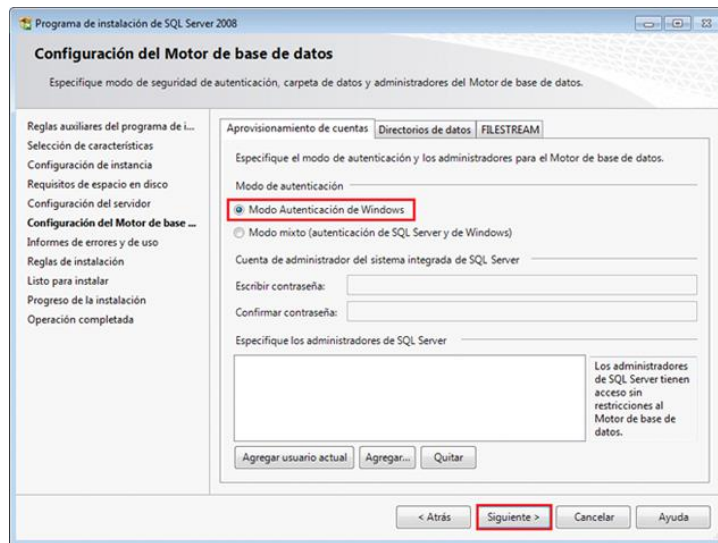 Programa de instalación de SQL Server 2008
Configuración del Motor de base de datos
Especifique modo de seguridad de autenticación, carpeta de datos y administradores del Motor de base de datos.
Reglas auxiliares del programa de i...
Selección de características
Configuración de instancia
Requisitos de espacio en disco
Configuración del servidor
Configuración del Motor de base ...
Informes de errores y de uso
Reglas de instalación
Listo para instalar
Progreso de la instalación
Operación completada
Aprovisionamiento de cuentas Directorios de datos FILESTREAM
Especifique el modo de autenticación y los administradores para el Motor de base de datos.
Modo de autenticación
Modo Autenticación de Windows
Modo mixto (autenticación de SQL Server y de Windows)
Cuenta de administrador del sistema integrada de SQL Server
Escribir contraseña:
Confirmar contraseña:
Especifique los administradores de SQL Server
Los administradores
de SQL Server tienen
acceso sin
restricciones al
Motor de base de
datos.
Agregar usuario actual Agregar... Quitar
< Atrás Siguiente > Cancelar Ayuda